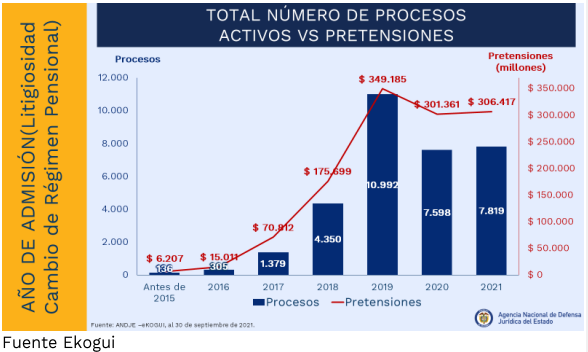 TOTAL NÚMERO DE PROCESOS
ACTIVOS VS PRETENSIONES
AÑO DE ADMISIÓN(Litigiosidad
Cambio de Régimen Pensional)
Procesos
Pretensiones
(millones)
12.000
10.000
8.000
6.000
4.000
2.000
0
$ 350.000
$ 300.000
$ 250.000
$ 200.000
$ 150.000
$ 100.000
$ 50.000
$ 0
$ 6.207
$ 15.011
$ 70.812
$ 175.699
$ 349.185
$ 301.361
$ 306.417
136
305
1.379
4.350
10.992
7.598
7.819
Antes de
2015
2016
2017
2018
2019
2020
2021
Procesos
Pretensiones
Fuente: ANDJE –eKOGUI, al 30 de septiembre de 2021.
Agencia Nacional de Defensa
Jurídica del Estado
Fuente Ekogui